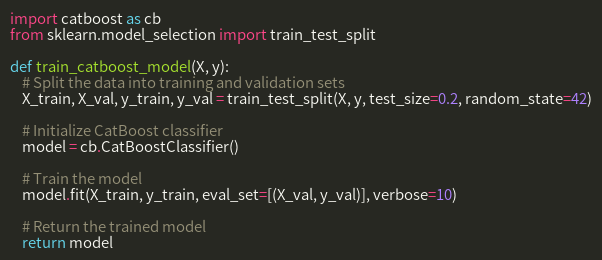 import catboost as cb
from sklearn.model_selection import train_test_split
def train_catboost_model(X, y):
# Split the data into training and validation sets
X_train, X_val, y_train, y_val = train_test_split(X, y, test_size=0.2, random_state=42)
# Initialize CatBoost classifier
model = cb.CatBoostClassifier()
# Train the model
model.fit(X_train, y_train, eval_set=[(X_val, y_val)], verbose=10)
# Return the trained model
return model